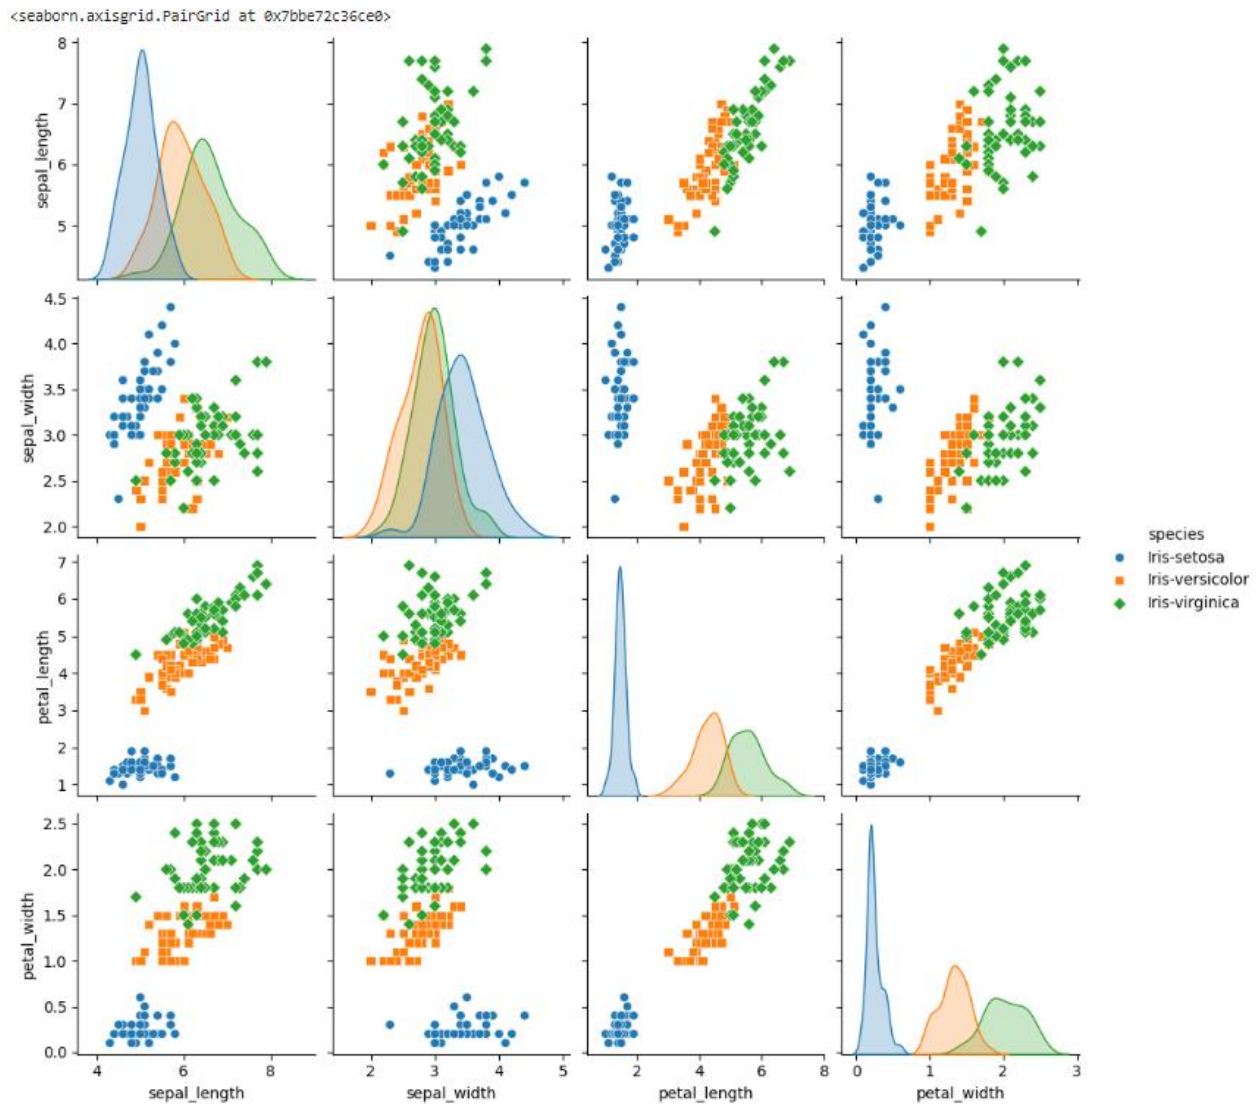 <seaborn.axisgrid.PairGrid at 0x7bbe72c36ce0>
8
7
6
5
sepal_length
4.5
4.0
3.5
3.0
2.5
2.0
sepal_width
7
6
5
4
3
2
1
petal_length
2.5
2.0
1.5
1.0
0.5
0.0
petal_width
4 6 8
sepal_length
2 3 4 5
sepal_width
2 4 6 8
petal_length
0 1 2 3
petal_width
species
Iris-setosa
Iris-versicolor
Iris-virginica